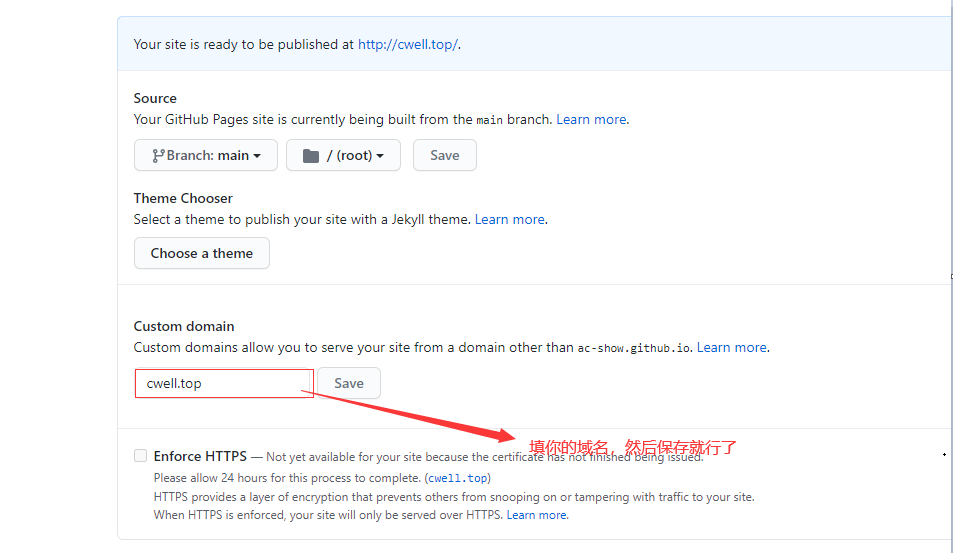 Your site is ready to be published at http://cwell.top/.
Source
Your GitHub Pages site is currently being built from the main branch. Learn more.
Branch: main
/ (root)
Save
Theme Chooser
Select a theme to publish your site with a Jekyll theme. Learn more.
Choose a theme
Custom domain
Custom domains allow you to serve your site from a domain other than ac-show.github.io. Learn more.
cwell.top
Save
填你的域名，然后保存就行了
Enforce HTTPS — Not yet available for your site because the certificate has not finished being issued.
Please allow 24 hours for this process to complete. (cwell.top)
HTTPS provides a layer of encryption that prevents others from snooping on or tampering with traffic to your site.
When HTTPS is enforced, your site will only be served over HTTPS. Learn more.